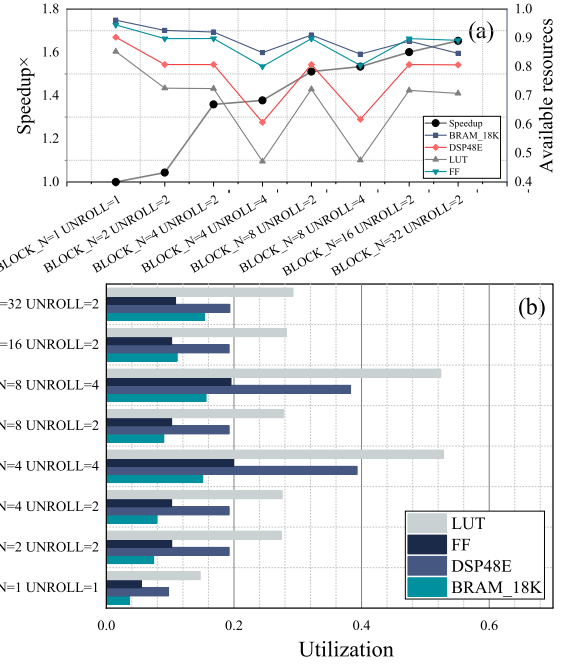 1.8
1.6
1.4
1.2
1.0
Speedup×
(a)
1.0
0.9
0.8
0.7
0.6
0.5
0.4
Available resourecs
Speedup
BRAM_18K
DSP48E
LUT
FF
BLOCK_N=1 UNROLL=1
BLOCK_N=2 UNROLL=2
BLOCK_N=4 UNROLL=2
BLOCK_N=4 UNROLL=4
BLOCK_N=8 UNROLL=2
BLOCK_N=8 UNROLL=4
BLOCK_N=16 UNROLL=2
BLOCK_N=32 UNROLL=2
(b)
=32 UNROLL=2
=16 UNROLL=2
N=8 UNROLL=4
N=8 UNROLL=2
N=4 UNROLL=4
N=4 UNROLL=2
N=2 UNROLL=2
N=1 UNROLL=1
LUT
FF
DSP48E
BRAM_18K
0.0
0.2
0.4
0.6
Utilization